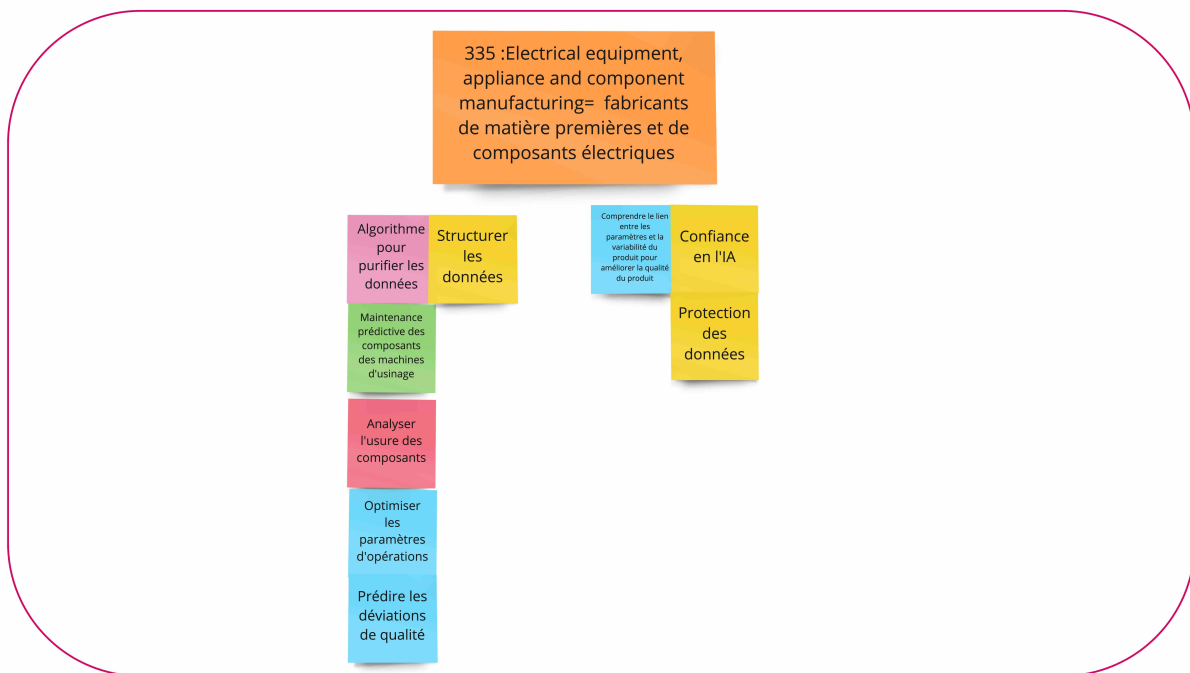 335 :Electrical equipment,
appliance and component
manufacturing=  fabricants
de matière premières et de
composants électriques
Algorithme
pour
purifier les
données
Structurer
les
données
Maintenance
prédictive des
composants
des machines
d'usinage
Analyser
l'usure des
composants
Optimiser
les
paramètres
d'opérations
Prédire les
déviations
de qualité
Comprendre le lien
entre les
paramètres et la
variabilité du
produit pour
améliorer la qualité
du produit
Confiance
en l'IA
Protection
des
données